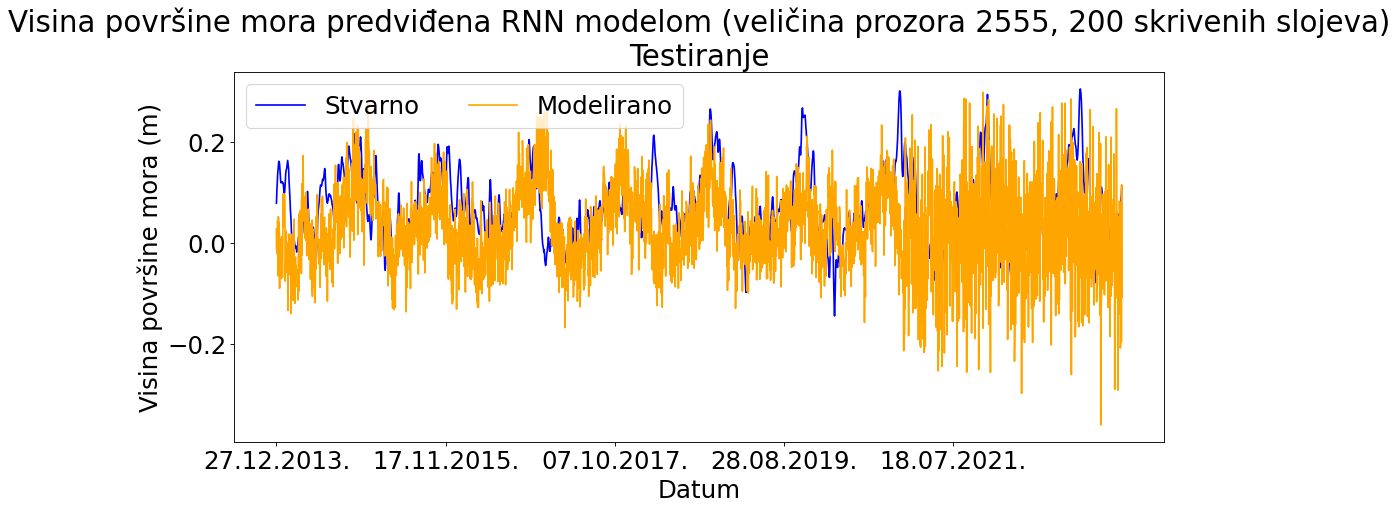 Visina površine mora predviđena RNN modelom (veličina prozora 2555, 200 skrivenih slojeva)
Testiranje
Stvarno Modelirano
Visina površine mora (m)
0.2
0.0
−0.2
27.12.2013. 17.11.2015. 07.10.2017. 28.08.2019. 18.07.2021.
Datum